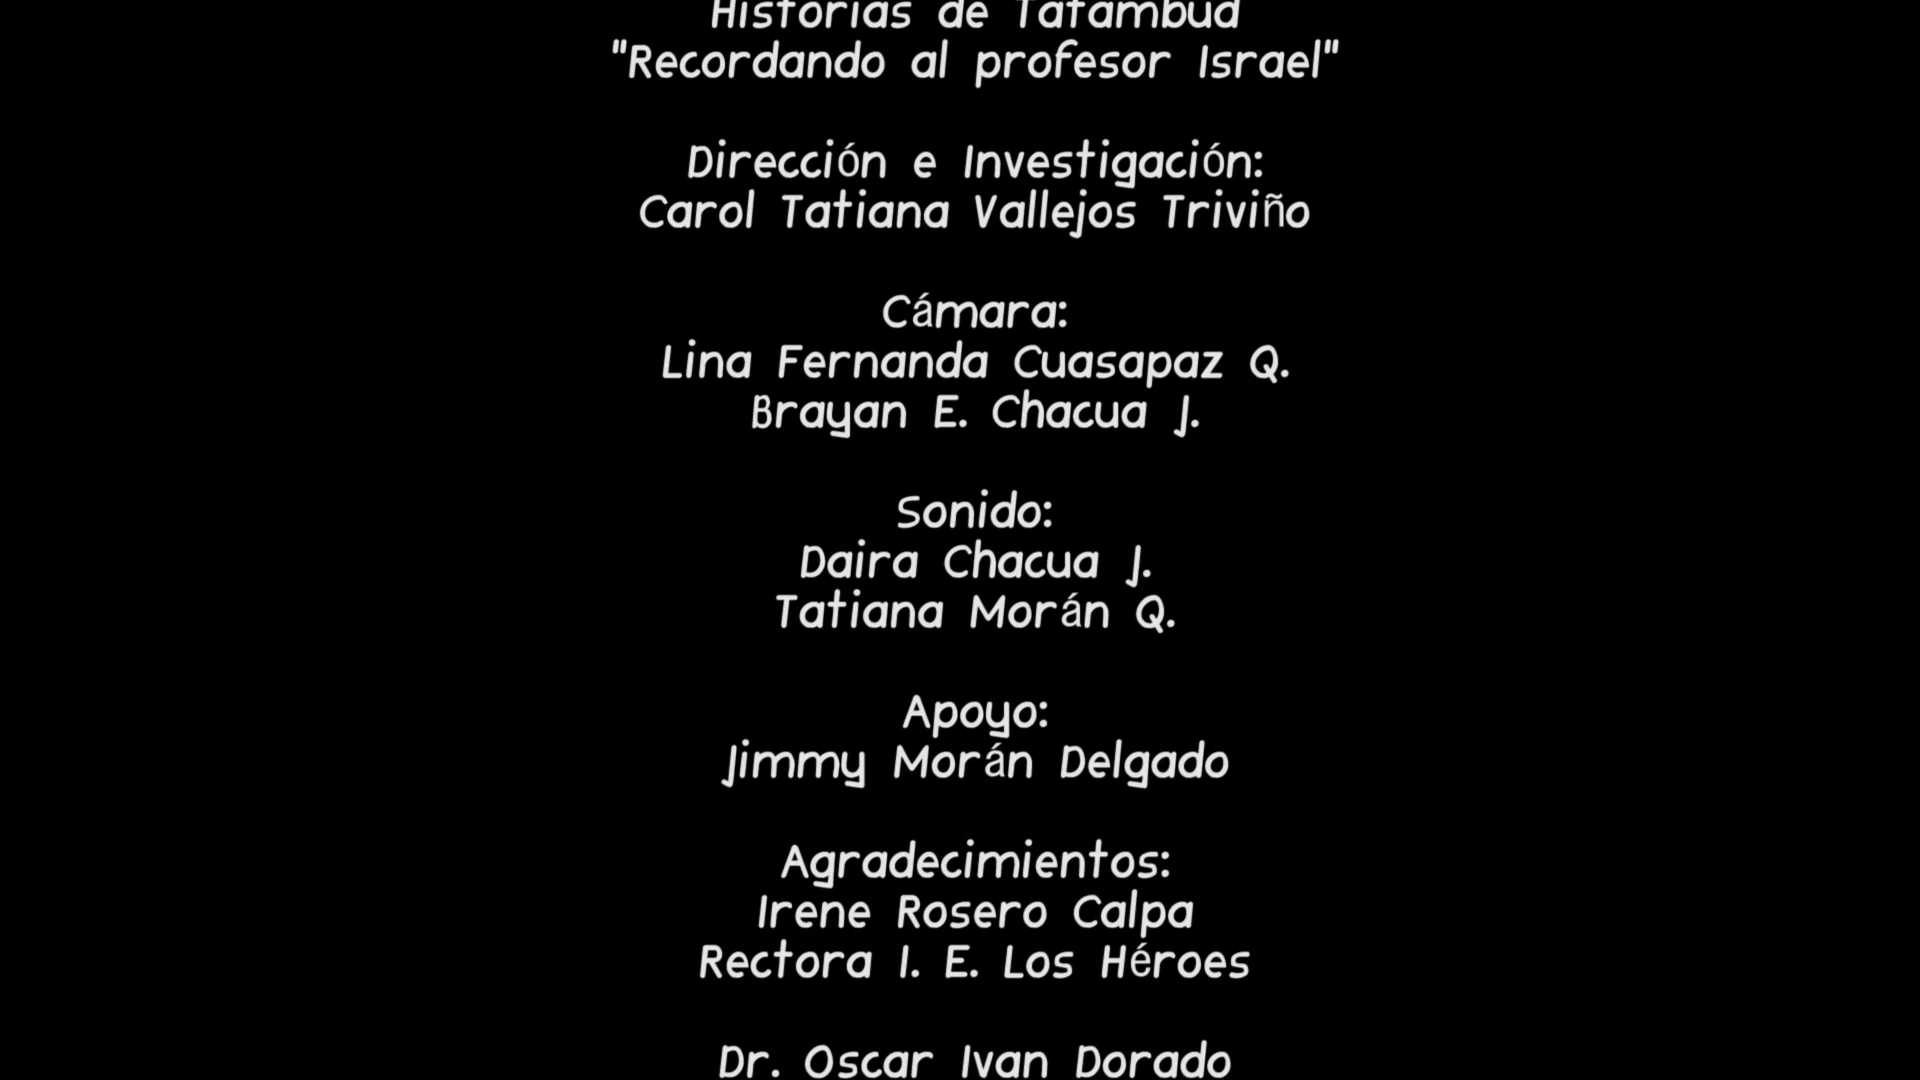 Historias de Tatambud
"Recordando al profesor Israel"
Dirección e Investigación:
Carol Tatiana Vallejos Triviño
Cámara:
Lina Fernanda Cuasapaz Q.
Brayan E. Chacua J.
Sonido:
Daira Chacua J.
Tatiana Morán Q.
Apoyo:
Jimmy Morán Delgado
Agradecimientos:
Irene Rosero Calpa
Rectora I. E. Los Héroes
Dr. Oscar Ivan Dorado